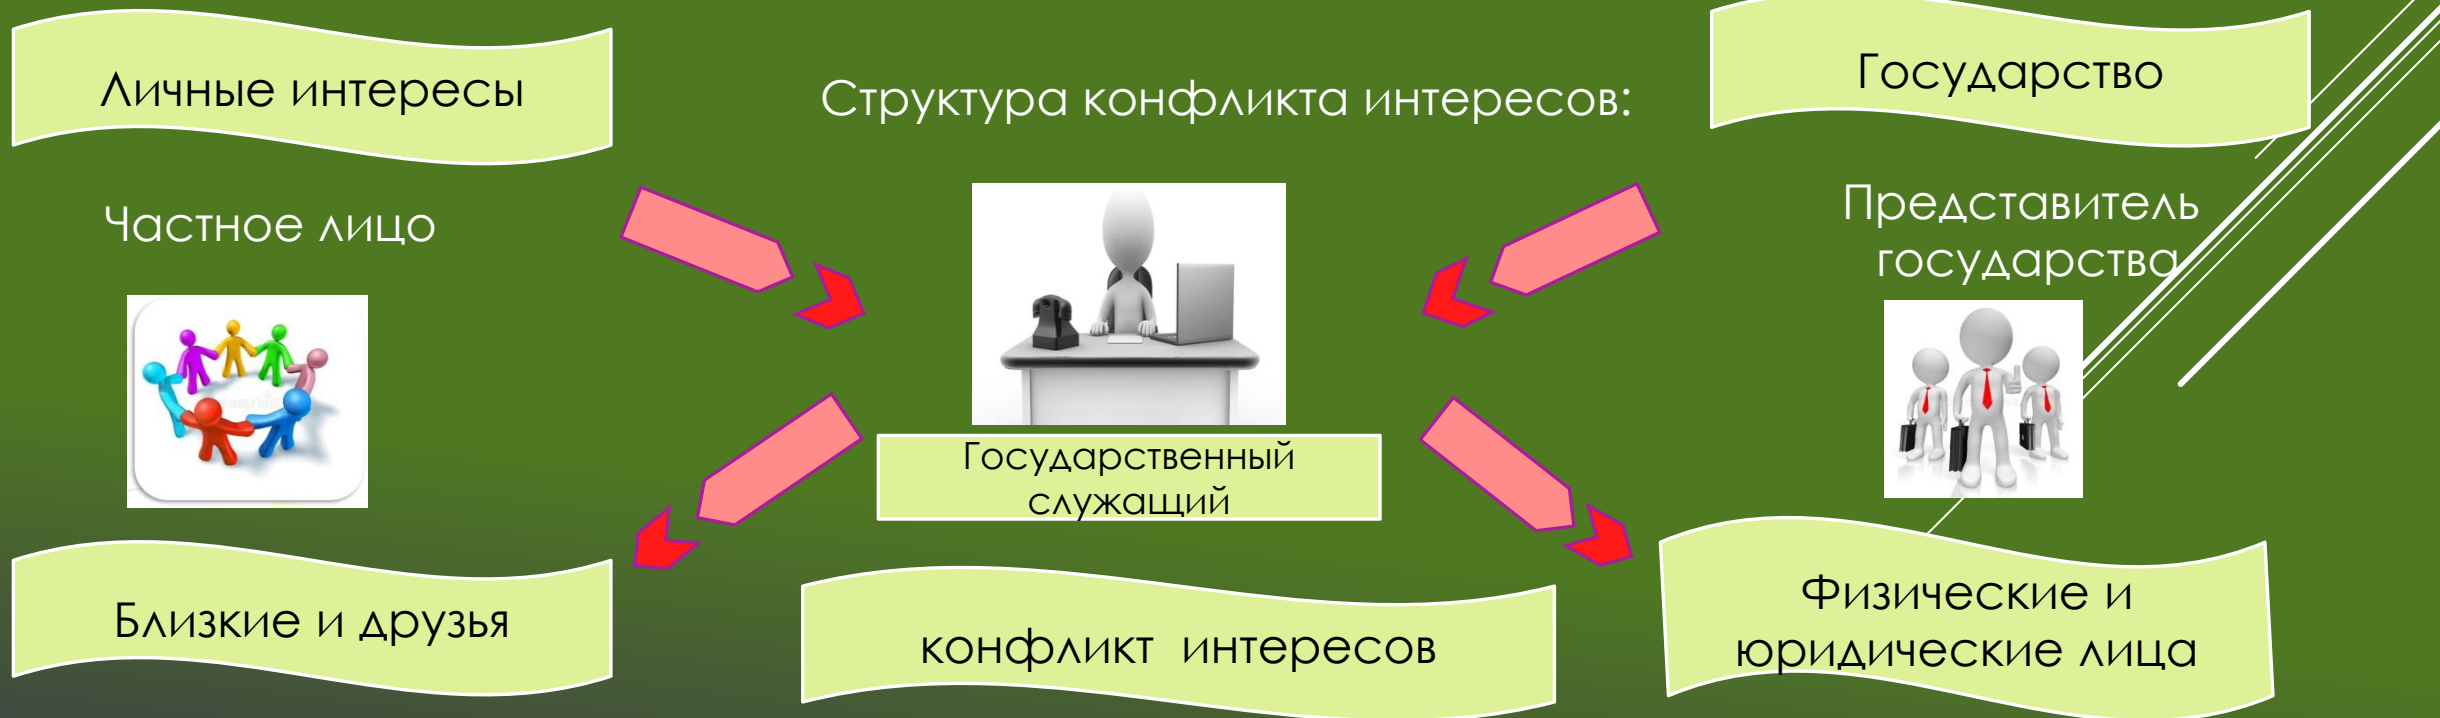 Личные интересы
Структура конфликта интересов:
Государство
Частное лицо
Представитель
государства
Государственный
служащий
Близкие и друзья
конфликт интересов
Физические и
юридические лица